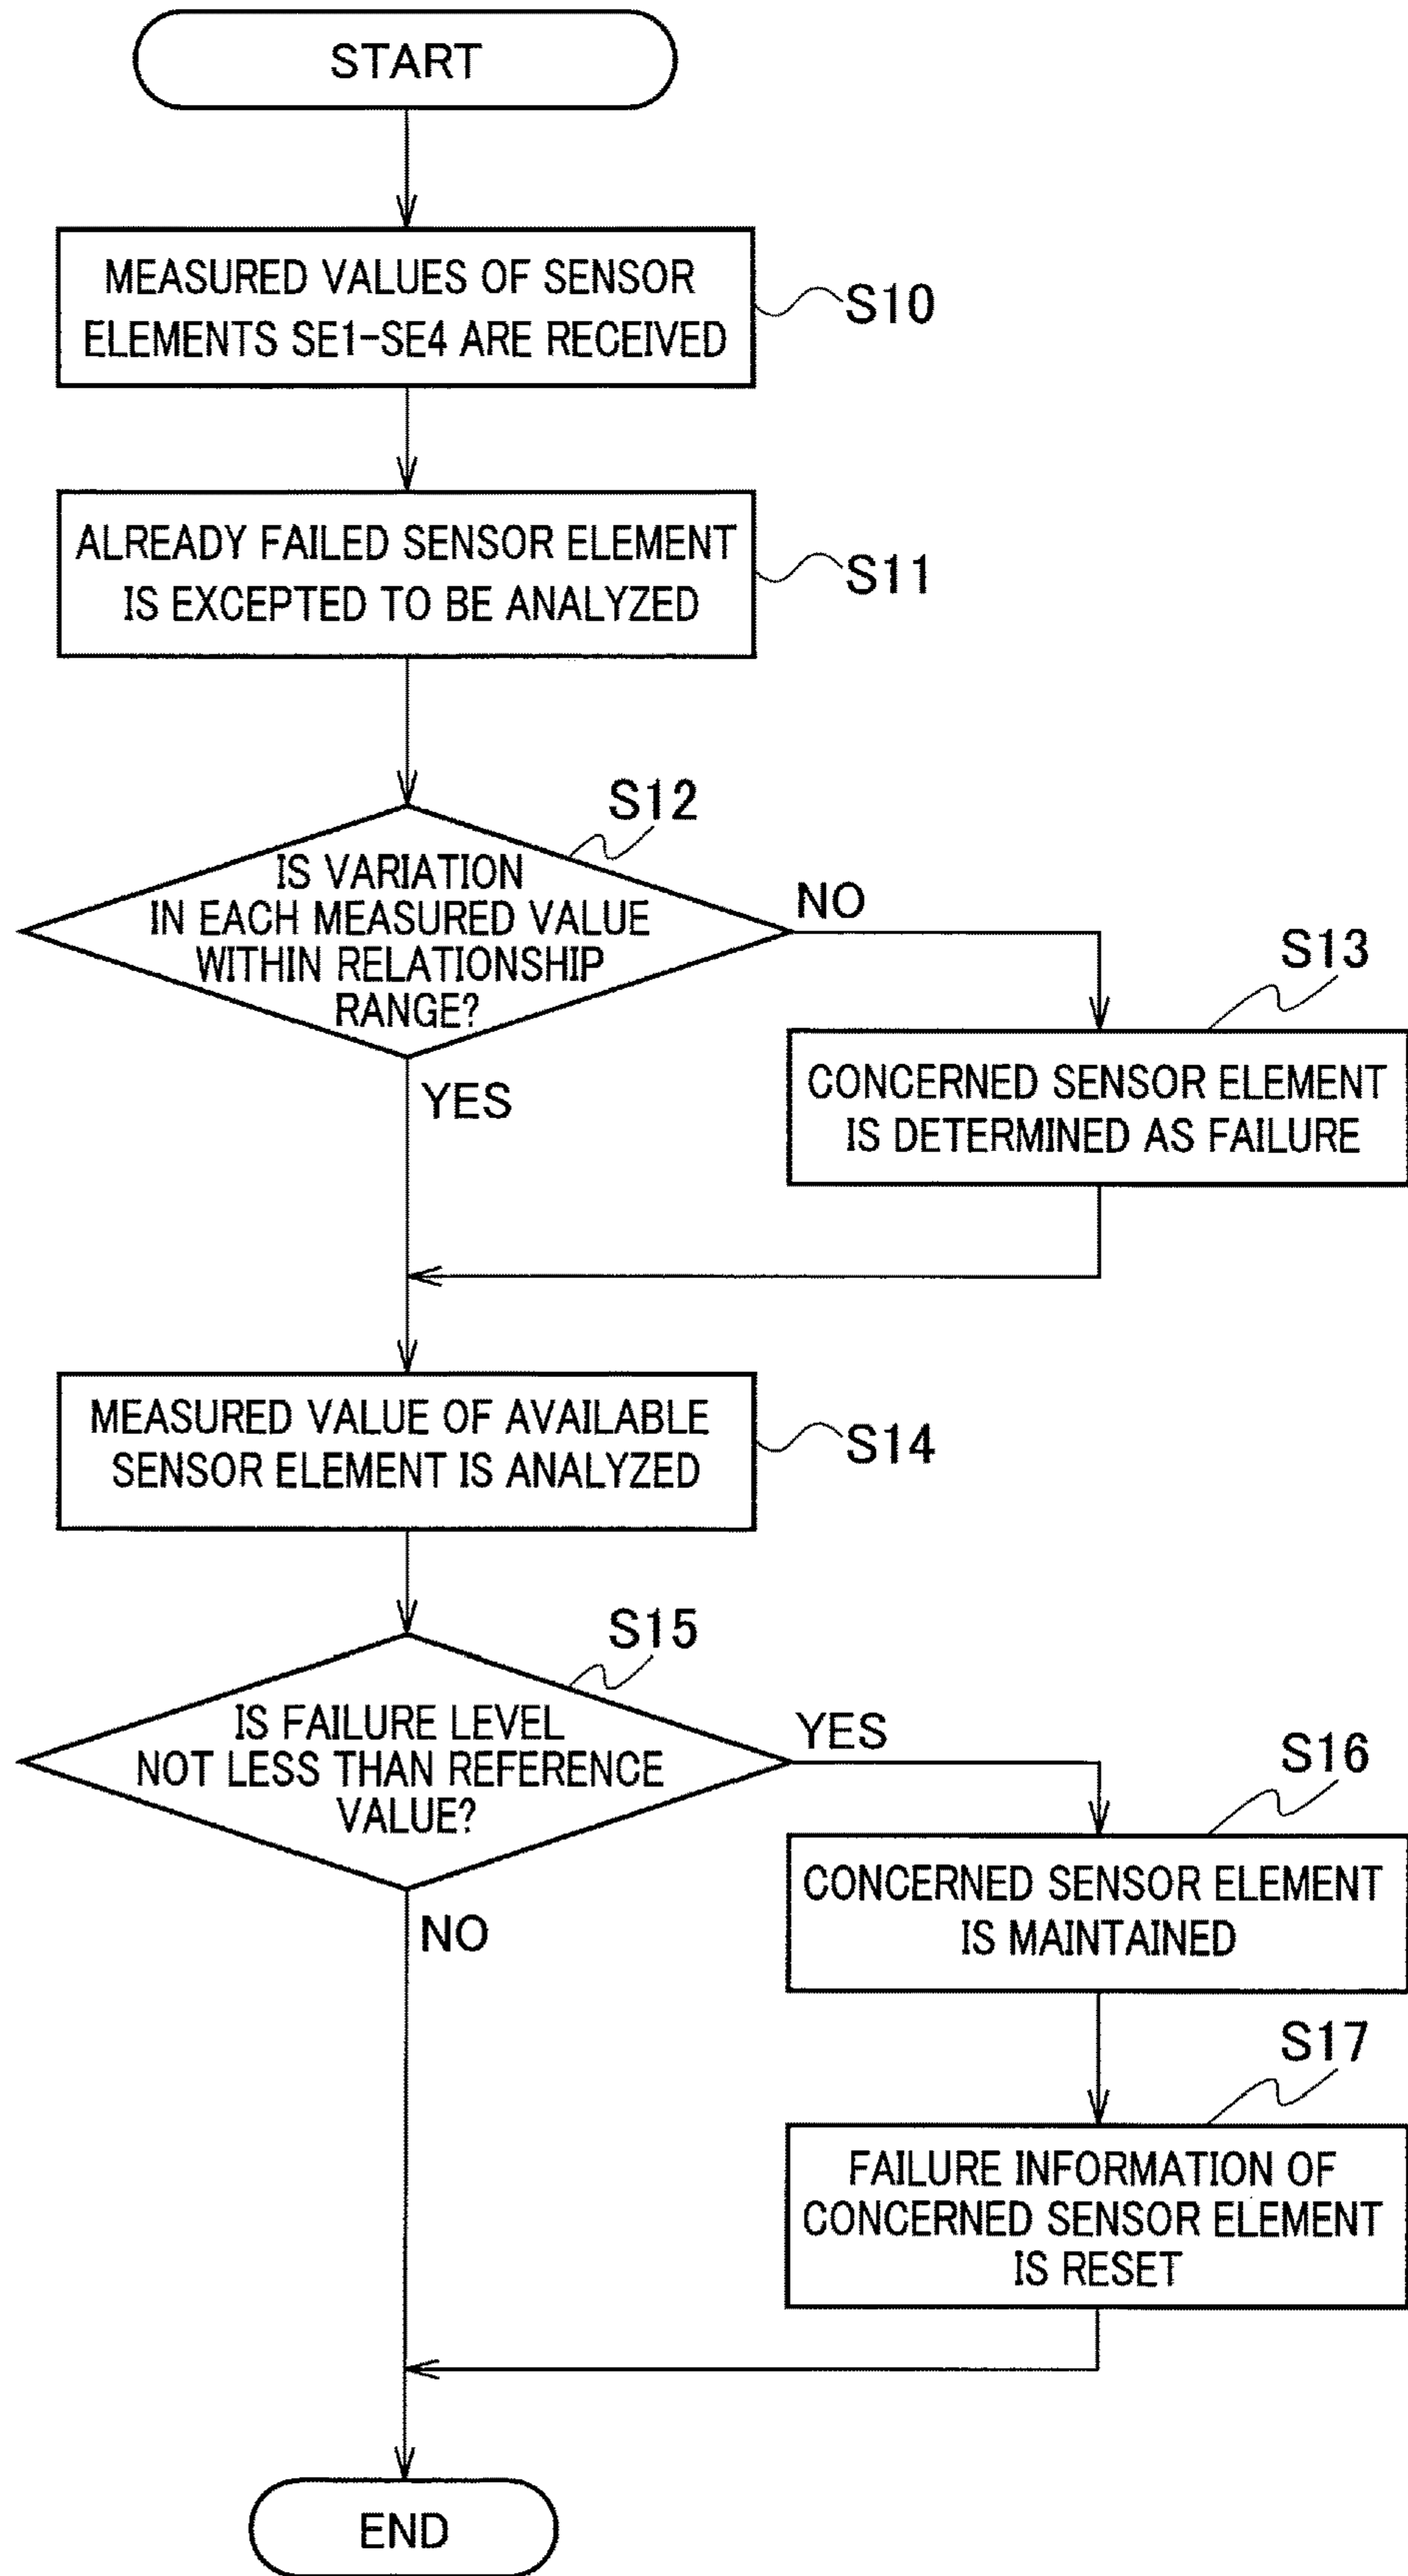 START
MEASURED VALUES OF SENSOR
ELEMENTS SE1-SE4 ARE RECEIVED
S10
ALREADY FAILED SENSOR ELEMENT
IS EXCEPTED TO BE ANALYZED
S11
S12
IS VARIATION
IN EACH MEASURED VALUE
WITHIN RELATIONSHIP
RANGE?
NO
YES
S13
CONCERNED SENSOR ELEMENT
IS DETERMINED AS FAILURE
MEASURED VALUE OF AVAILABLE
SENSOR ELEMENT IS ANALYZED
S14
S15
IS FAILURE LEVEL
NOT LESS THAN REFERENCE
VALUE?
YES
NO
S16
CONCERNED SENSOR ELEMENT
IS MAINTAINED
S17
FAILURE INFORMATION OF
CONCERNED SENSOR ELEMENT
IS RESET
END